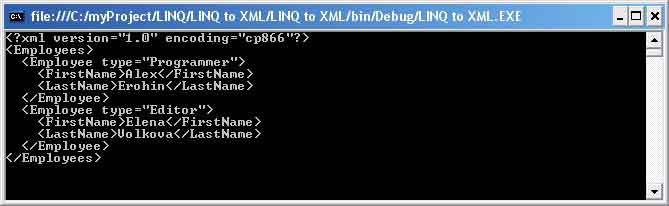 file:///C:/myProject/LINQ/LINQ to XML/LINQ to XML/bin/Debug/LINQ to XML.EXE
<?xml version="1.0" encoding="cp866"?>
<Employees>
  <Employee type="Programmer">
    <FirstName>Alex</FirstName>
    <LastName>Erohin</LastName>
  </Employee>
  <Employee type="Editor">
    <FirstName>Elena</FirstName>
    <LastName>Volkova</LastName>
  </Employee>
</Employees>